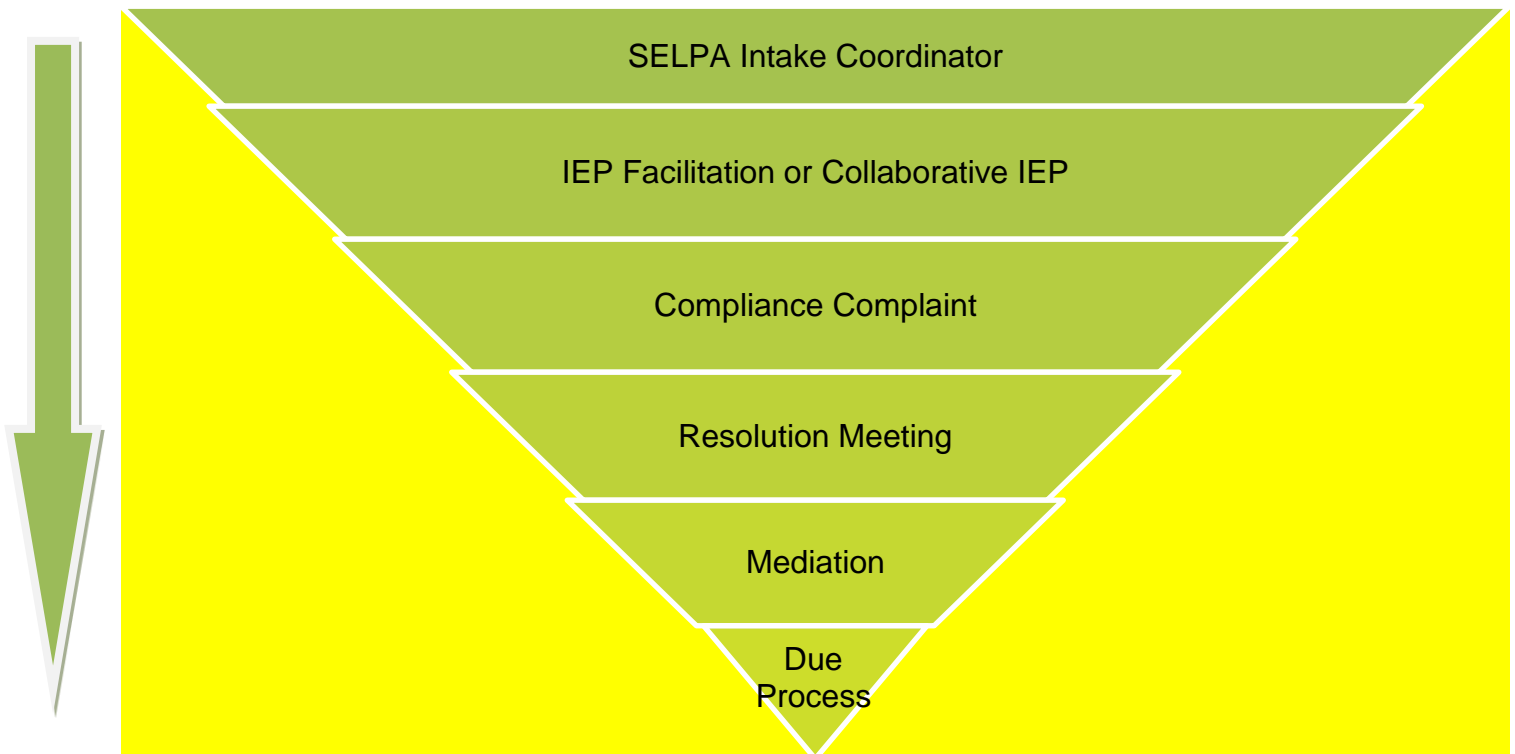 SELPA Intake Coordinator
IEP Facilitation or Collaborative IEP
Compliance Complaint
Resolution Meeting
Mediation
Due
Process